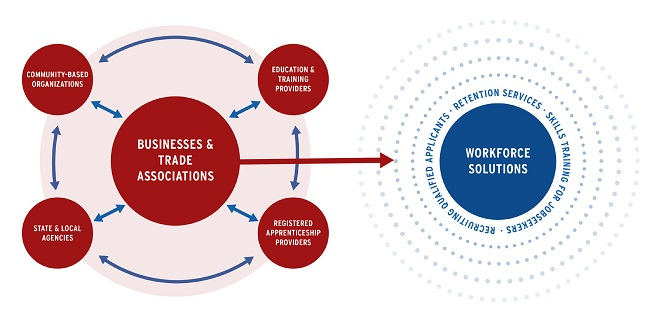 COMMUNITY-BASED
ORGANIZATIONS
EDUCATION &
TRAINING
PROVIDERS
BUSINESSES &
TRADE
ASSOCIATIONS
STATE & LOCAL
AGENCIES
REGISTERED
APPRENTICESHIP
PROVIDERS
RECRUITING QUALIFIED APPLICANTS · RETENTION SERVICES · SKILLS TRAINING FOR JOBSEEKERS ·
WORKFORCE
SOLUTIONS